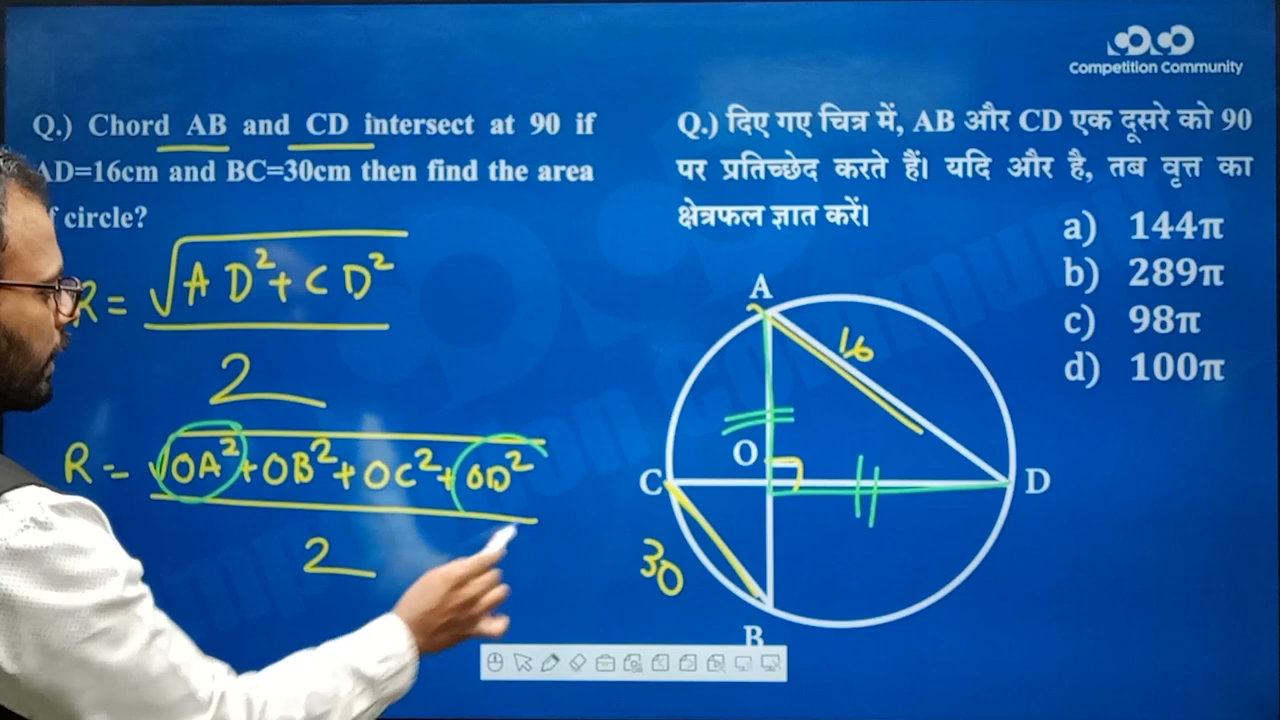 Competition Community
Q.) Chord AB and CD intersect at 90 if
AD=16cm and BC=30cm then find the area
circle?
Q.) दिए गए चित्र में, AB और CD एक दूसरे को 90
पर प्रतिच्छेद करते हैं। यदि और है, तब वृत्त का
क्षेत्रफल ज्ञात करें।
a) 144π
b) 289π
c) 98π
d) 100π
R = √AD²+CD²
2
R = √OA²+OB²+OC²+OD²
2
A
16
O
C
D
30
B